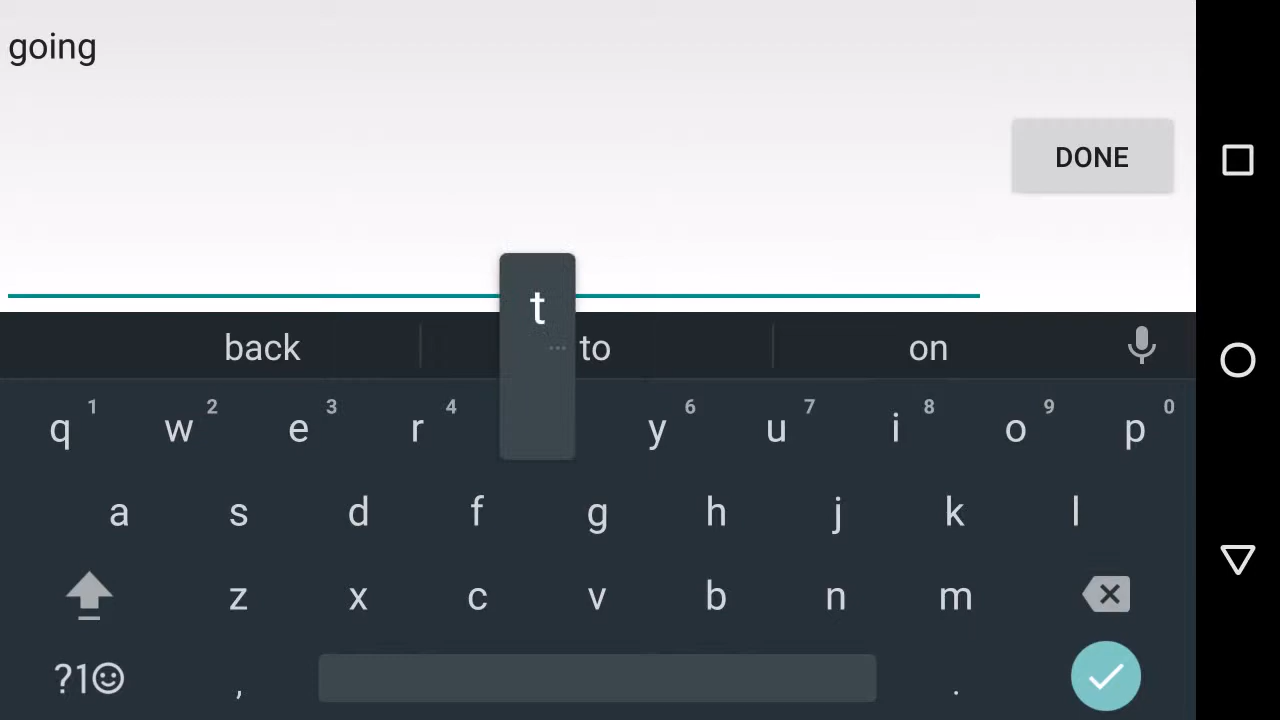 going
DONE
t
back to on
q 1 w 2 e 3 r 4 y 6 u 7 i 8 o 9 p 0
a s d f g h j k l
z x c v b n m
?1☺ , .